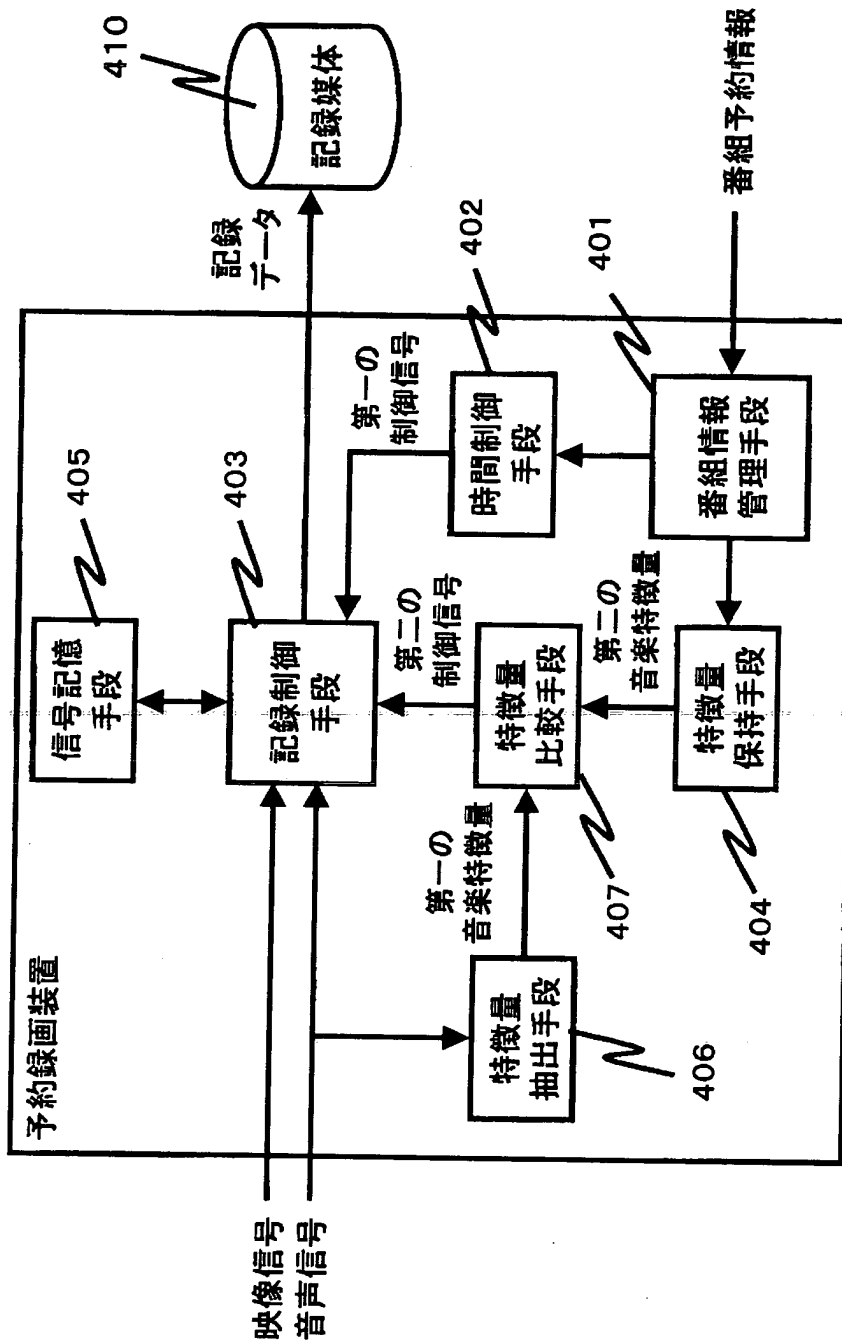 予約録画装置
映像信号
音声信号
信号記憶
手段
405
記録制御
手段
403
記録
データ
記録媒体
410
第一の
制御信号
時間制御
手段
402
第二の
制御信号
特徴量
比較手段
407
第一の
音楽特徴量
特徴量
抽出手段
406
第二の
音楽特徴量
特徴量
保持手段
404
番組情報
管理手段
401
番組予約情報